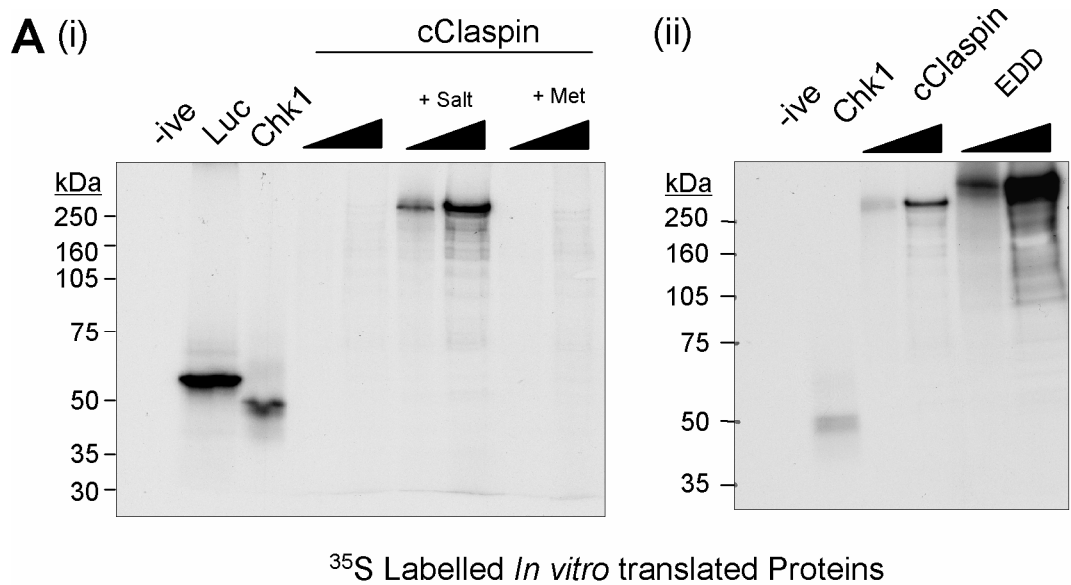 A (i)
cClaspin
-ive Luc Chk1 + Salt + Met
kDa
250
160
105
75
50
35
30
(ii)
-ive Chk1 cClaspin EDD
kDa
250
160
105
75
50
35
35S Labelled In vitro translated Proteins